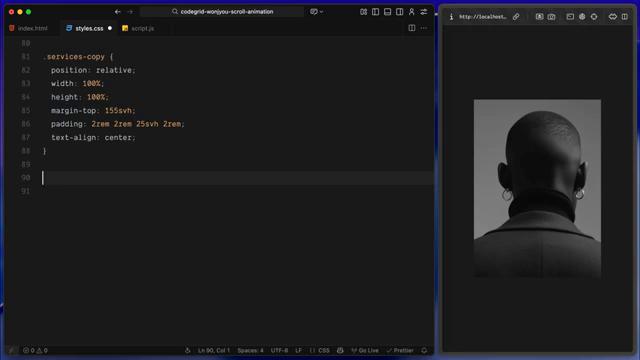 codegrid-wonjyou-scroll-animation
index.html
styles.css
script.js
80
81 .services-copy {
82 position: relative;
83 width: 100%;
84 height: 100%;
85 margin-top: 155svh;
86 padding: 2rem 2rem 25svh 2rem;
87 text-align: center;
88 }
89
90
91
0 0
Ln 90, Col 1
Spaces: 4
UTF-8
LF
{ } CSS
Go Live
Prettier
http://localhost...